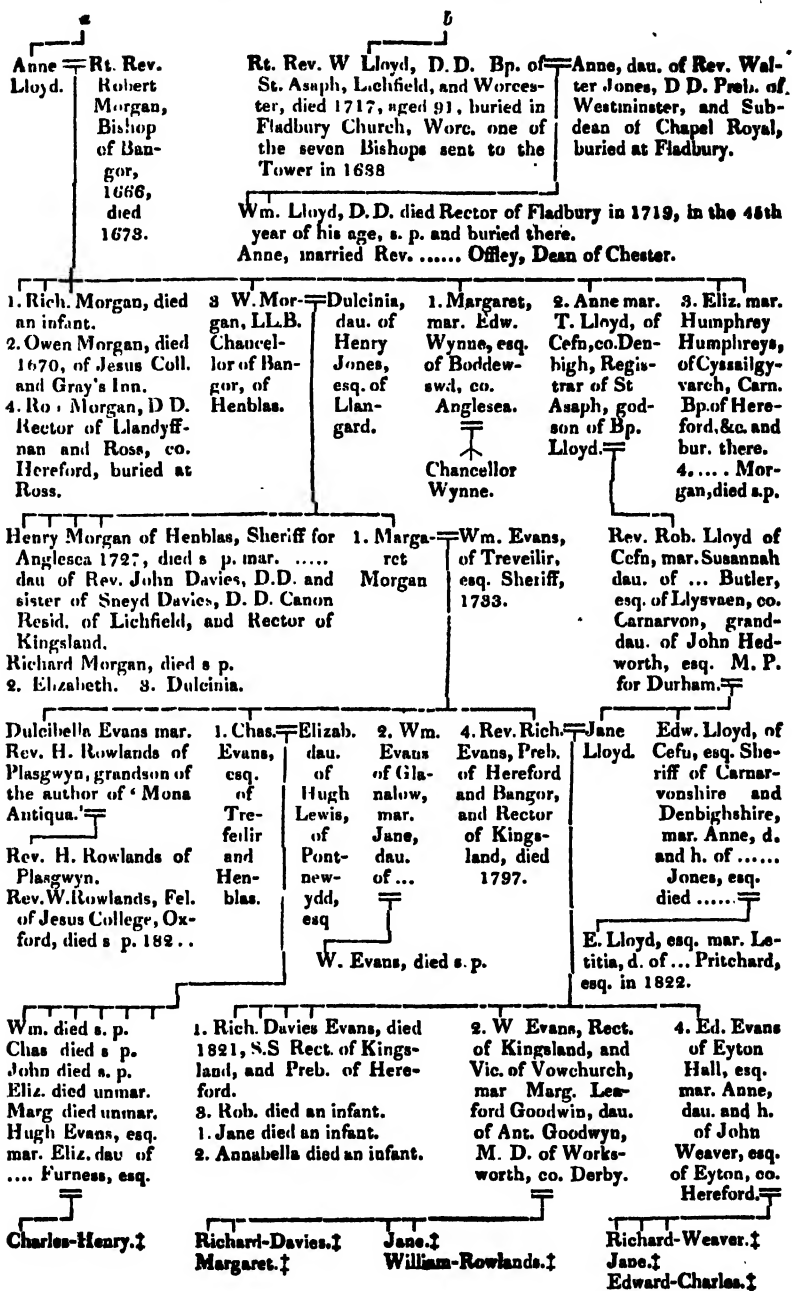 a
b
Anne
Lloyd.
Rt. Rev.
Robert
Morgan,
Bishop
of Ban-
gor,
1666,
died
1673.
Rt. Rev. W Lloyd, D. D. Bp. of
St. Asaph, Lichfield, and Worces-
ter, died 1717, aged 91, buried in
Fladbury Church, Worc. one of
the seven Bishops sent to the
Tower in 1688
Anne, dau. of Rev. Wal-
ter Jones, D D. Preb. of
Westminster, and Sub-
dean of Chapel Royal,
buried at Fladbury.
Wm. Lloyd, D.D. died Rector of Fladbury in 1719, in the 45th
year of his age, s. p. and buried there.
Anne, married Rev. ...... Offley, Dean of Chester.
1. Rich. Morgan, died
an infant.
2. Owen Morgan, died
1670, of Jesus Coll.
and Gray's Inn.
4. Ro Morgan, D D.
Rector of Llandyff-
nan and Ross, co.
Hereford, buried at
Ross.
3 W. Mor-
gan, LL.B.
Chancel-
lor of Ban-
gor, of
Henblas.
Dulcinia,
dau. of
Henry
Jones,
esq. of
Llan-
gard.
1. Margaret,
mar. Edw.
Wynne, esq.
of Boddew-
swd, co.
Anglesea.
Chancellor
Wynne.
2. Anne mar.
T. Lloyd, of
Cefn, co. Den-
high, Regis-
trar of St
Asaph, god-
son of Bp.
Lloyd.
3. Eliz. mar.
Humphrey
Humphreys,
of Cyssailgy-
varch, Carn.
Bp. of Here-
ford, &c. and
bur. there.
4. .... Mor-
gan, died s.p.
Henry Morgan of Henblas, Sheriff for
Anglesea 1727, died s p. mar. .....
dau of Rev. John Davies, D.D. and
sister of Sneyd Davies, D. D. Canon
Resid. of Lichfield, and Rector of
Kingsland.
Richard Morgan, died s p.
2. Elizabeth. 3. Dulcinia.
1. Marga-
ret
Morgan
Wm. Evans,
of Treveilir,
esq. Sheriff,
1733.
Rev. Rob. Lloyd of
Cefn, mar. Susannah
dau. of ... Butler,
esq. of Llysvaen, co.
Carnarvon, grand-
dau. of John Hed-
worth, esq. M. P.
for Durham.
Dulcibella Evans mar.
Rev. H. Rowlands of
Plasgwyn, grandson of
the author of ‘ Mona
Antiqua.’
Rev. H. Rowlands of
Plasgwyn.
Rev. W. Rowlands, Fel.
of Jesus College, Ox-
ford, died s p. 182 . .
1. Chas.
Evans,
esq.
of
Tre-
feilir
and
Hen-
blas.
Elizab.
dau.
of
Hugh
Lewis,
of
Pont-
new-
ydd,
esq
2. Wm.
Evans
of Gla-
nalow,
mar.
Jane,
dau.
of ...
W. Evans, died s. p.
4. Rev. Rich.
Evans, Preb.
of Hereford
and Bangor,
and Rector
of Kings-
land, died
1797.
Jane
Lloyd.
Edw. Lloyd, of
Cefu, esq. She-
riff of Carnar-
vonshire and
Denbighshire,
mar. Anne, d.
and h. of ......
Jones, esq.
died ......
E. Lloyd, esq. mar. Le-
titia, d. of ... Pritchard,
esq. in 1822.
Wm. died s. p.
Chas died s p.
John died s. p.
Eliz. died unmar.
Marg died unmar.
Hugh Evans, esq.
mar. Eliz. dau of
.... Furness, esq.
1. Rich. Davies Evans, died
1821, S.S Rect. of Kings-
land, and Preb. of Here-
ford.
3. Rob. died an infant.
1. Jane died an infant.
2. Annabella died an infant.
2. W Evans, Rect.
of Kingsland, and
Vic. of Vowchurch,
mar Marg. Lea-
ford Goodwin, dau.
of Ant. Goodwyn,
M. D. of Works-
worth, co. Derby.
4. Ed. Evans
of Eyton
Hall, esq.
mar. Anne,
dau. and h.
of John
Weaver, esq.
of Eyton, co.
Hereford.
Charles-Henry.‡
Richard-Davies.‡
Margaret.‡
Jane.‡
William-Rowlands.‡
Richard-Weaver.‡
Jane.‡
Edward-Charles.‡